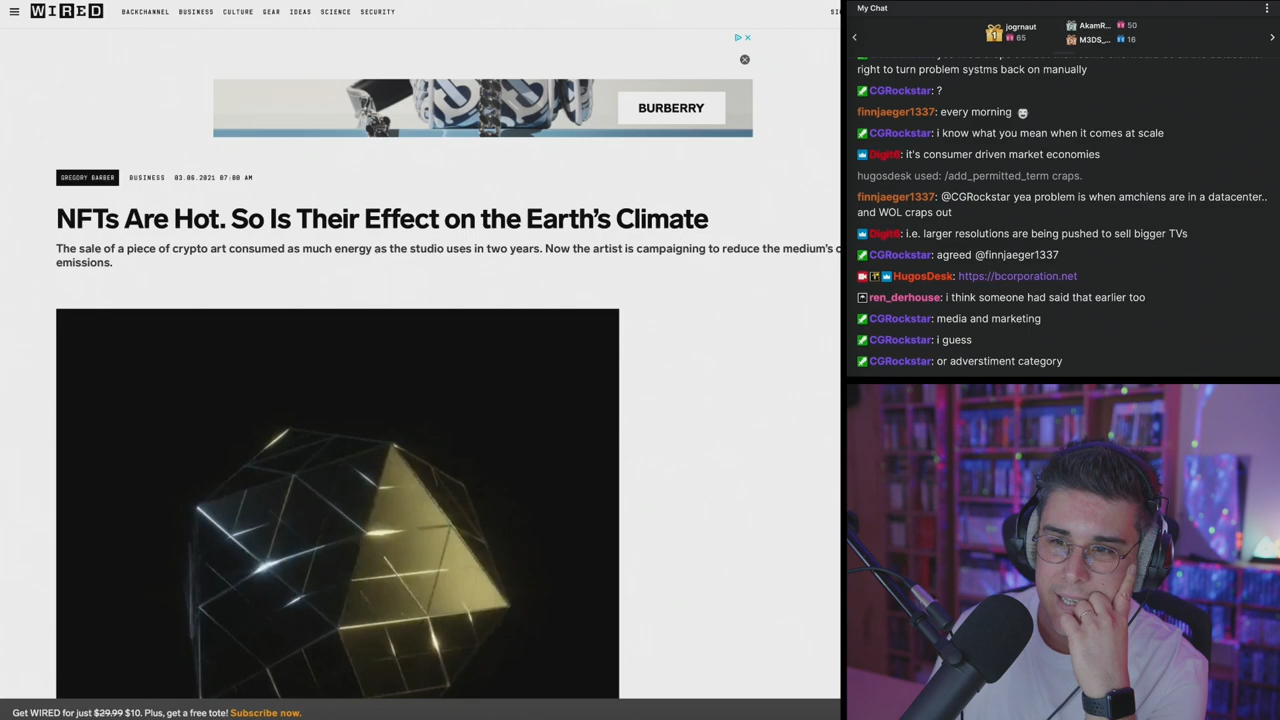 WIRED
BACKCHANNEL BUSINESS CULTURE GEAR IDEAS SCIENCE SECURITY
BURBERRY
GREGORY BARBER BUSINESS 03.06.2021 07:00 AM
NFTs Are Hot. So Is Their Effect on the Earth's Climate
The sale of a piece of crypto art consumed as much energy as the studio uses in two years. Now the artist is campaigning to reduce the medium's
emissions.
Get WIRED for just $29.99 $10. Plus, get a free tote! Subscribe now.
My Chat
1 jogrnaut
65
AkamR... 50
M3DS_... 16
right to turn problem systms back on manually
CGRockstar: ?
finnjaeger1337: every morning
CGRockstar: i know what you mean when it comes at scale
Digit6: it's consumer driven market economies
hugosdesk used: /add_permitted_term craps.
finnjaeger1337: @CGRockstar yea problem is when amchiens are in a datacenter..
and WOL craps out
Digit6: i.e. larger resolutions are being pushed to sell bigger TVs
CGRockstar: agreed @finnjaeger1337
HugosDesk: https://bcorporation.net
ren_derhouse: i think someone had said that earlier too
CGRockstar: media and marketing
CGRockstar: i guess
CGRockstar: or adverstiment category